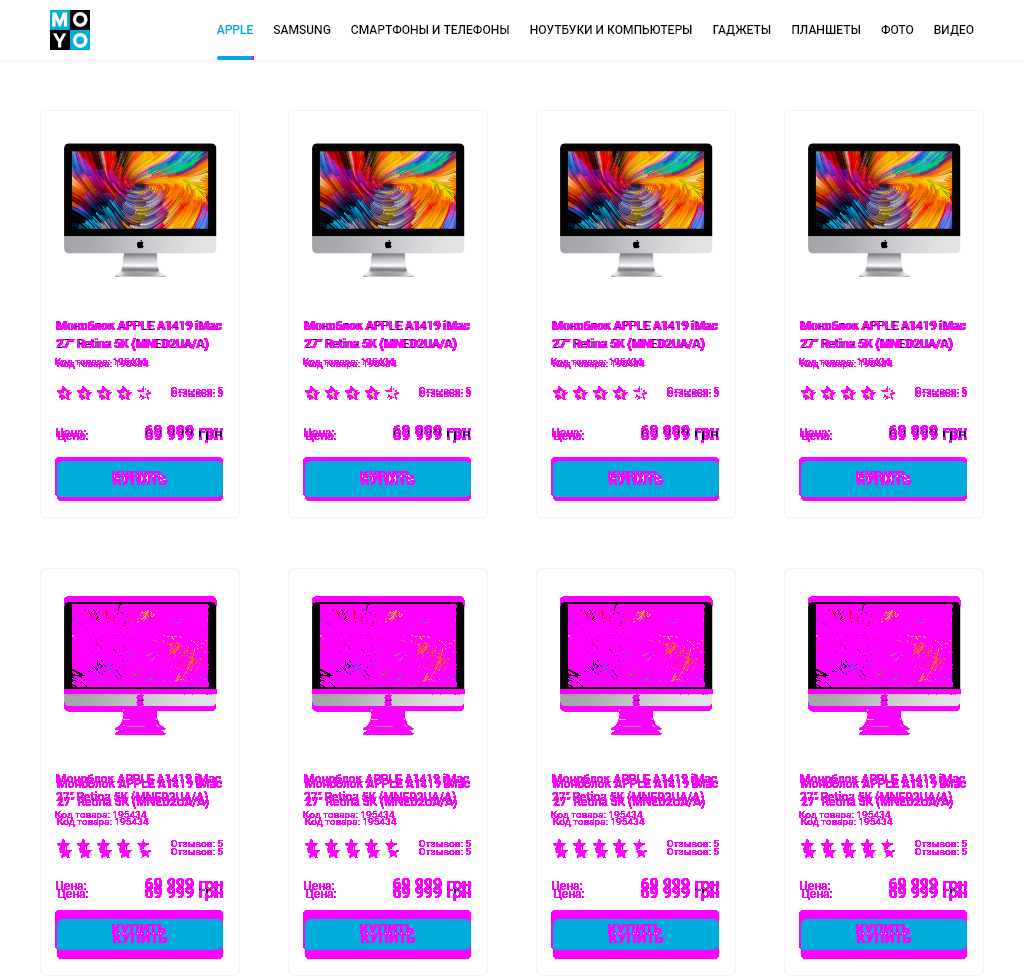 MO
YO
APPLE SAMSUNG СМАРТФОНЫ И ТЕЛЕФОНЫ НОУТБУКИ И КОМПЬЮТЕРЫ ГАДЖЕТЫ ПЛАНШЕТЫ ФОТО ВИДЕО
Моноблок APPLE A1419 iMac Моноблок APPLE A1419 iMac Моноблок APPLE A1419 iMac Моноблок APPLE A1419 iMac
27" Retina 5K (MNED2UA/A) 27" Retina 5K (MNED2UA/A) 27" Retina 5K (MNED2UA/A) 27" Retina 5K (MNED2UA/A)
Код товара: 195434 Код товара: 195434 Код товара: 195434 Код товара: 195434
Отзывов: 5 Отзывов: 5 Отзывов: 5 Отзывов: 5
Цена: 69 999 грн Цена: 69 999 грн Цена: 69 999 грн Цена: 69 999 грн
КУПИТЬ КУПИТЬ КУПИТЬ КУПИТЬ
Моноблок APPLE A1419 iMac Моноблок APPLE A1419 iMac Моноблок APPLE A1419 iMac Моноблок APPLE A1419 iMac
27" Retina 5K (MNED2UA/A) 27" Retina 5K (MNED2UA/A) 27" Retina 5K (MNED2UA/A) 27" Retina 5K (MNED2UA/A)
Код товара: 195434 Код товара: 195434 Код товара: 195434 Код товара: 195434
Отзывов: 5 Отзывов: 5 Отзывов: 5 Отзывов: 5
Цена: 69 999 грн Цена: 69 999 грн Цена: 69 999 грн Цена: 69 999 грн
КУПИТЬ КУПИТЬ КУПИТЬ КУПИТЬ